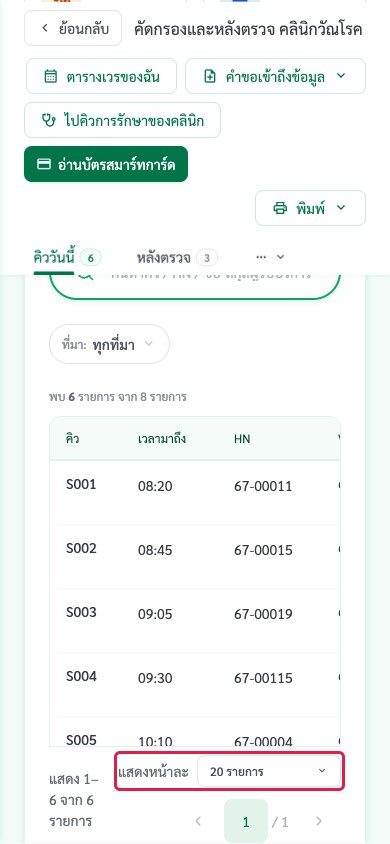 ย้อนกลับ คัดกรองและหลังตรวจ คลินิกวัณโรค
ตารางเวรของฉัน คำขอเข้าถึงข้อมูล
ไปคิวการรักษาของคลินิก
อ่านบัตรสมาร์ทการ์ด
พิมพ์
คิววันนี้ 6 หลังตรวจ 3 ...
ที่มา: ทุกที่มา
พบ 6 รายการ จาก 8 รายการ
คิว เวลามาถึง HN
S001 08:20 67-00011
S002 08:45 67-00015
S003 09:05 67-00019
S004 09:30 67-00115
S005 10:10 67-00004
แสดงหน้าละ 20 รายการ
แสดง 1–
6 จาก 6
รายการ
1 / 1